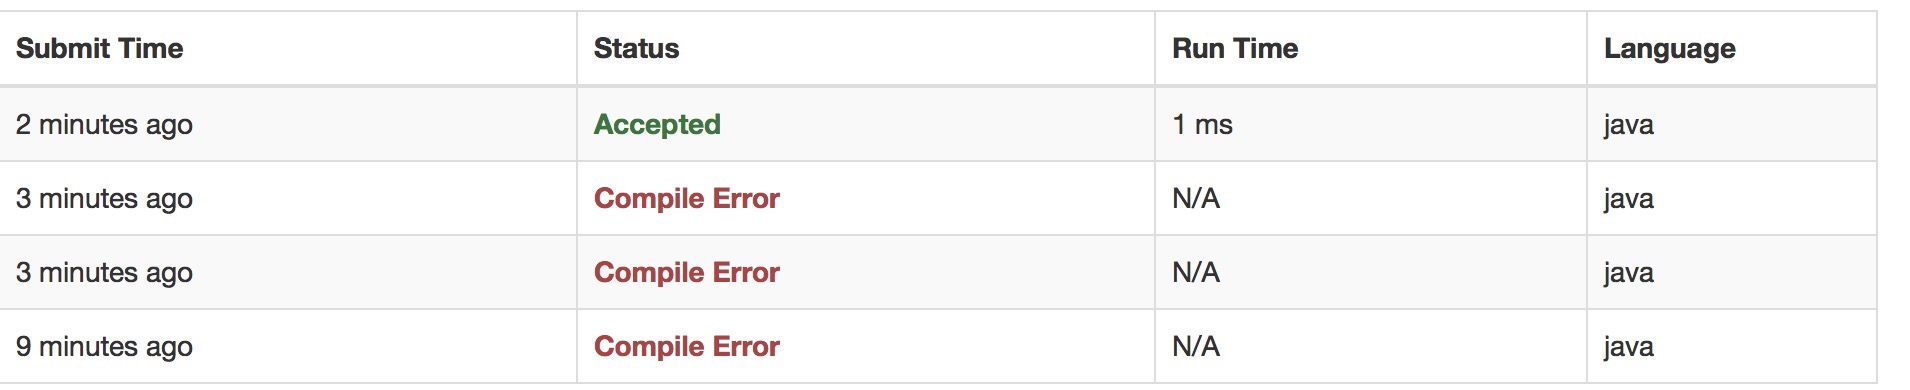 Submit Time Status Run Time Language
2 minutes ago Accepted 1 ms java
3 minutes ago Compile Error N/A java
3 minutes ago Compile Error N/A java
9 minutes ago Compile Error N/A java